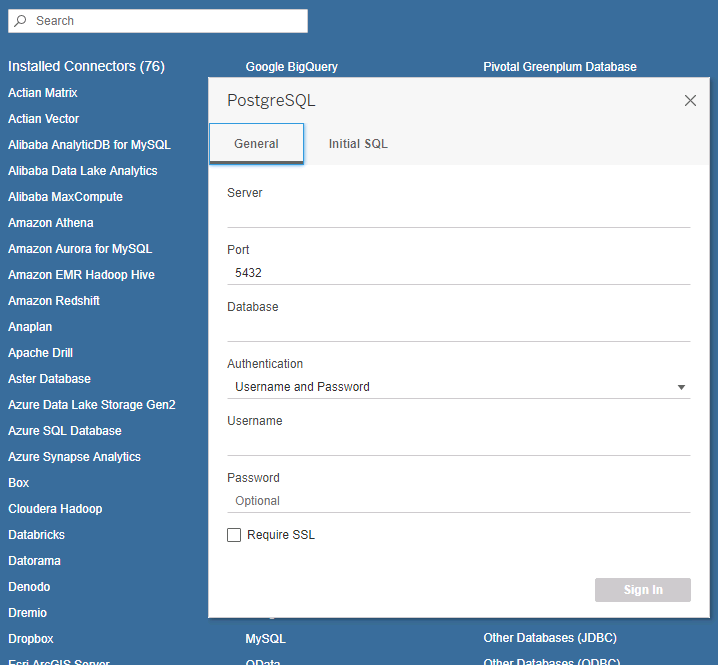 Search
Installed Connectors (76)
Actian Matrix
Actian Vector
Alibaba AnalyticDB for MySQL
Alibaba Data Lake Analytics
Alibaba MaxCompute
Amazon Athena
Amazon Aurora for MySQL
Amazon EMR Hadoop Hive
Amazon Redshift
Anaplan
Apache Drill
Aster Database
Azure Data Lake Storage Gen2
Azure SQL Database
Azure Synapse Analytics
Box
Cloudera Hadoop
Databricks
Datorama
Denodo
Dremio
Dropbox
Esri ArcGIS Server
Google BigQuery
Pivotal Greenplum Database
PostgreSQL
General
Initial SQL
Server
Port
5432
Database
Authentication
Username and Password
Username
Password
Optional
Require SSL
Sign In
MySQL
OData
Other Databases (JDBC)
Other Databases (ODBC)